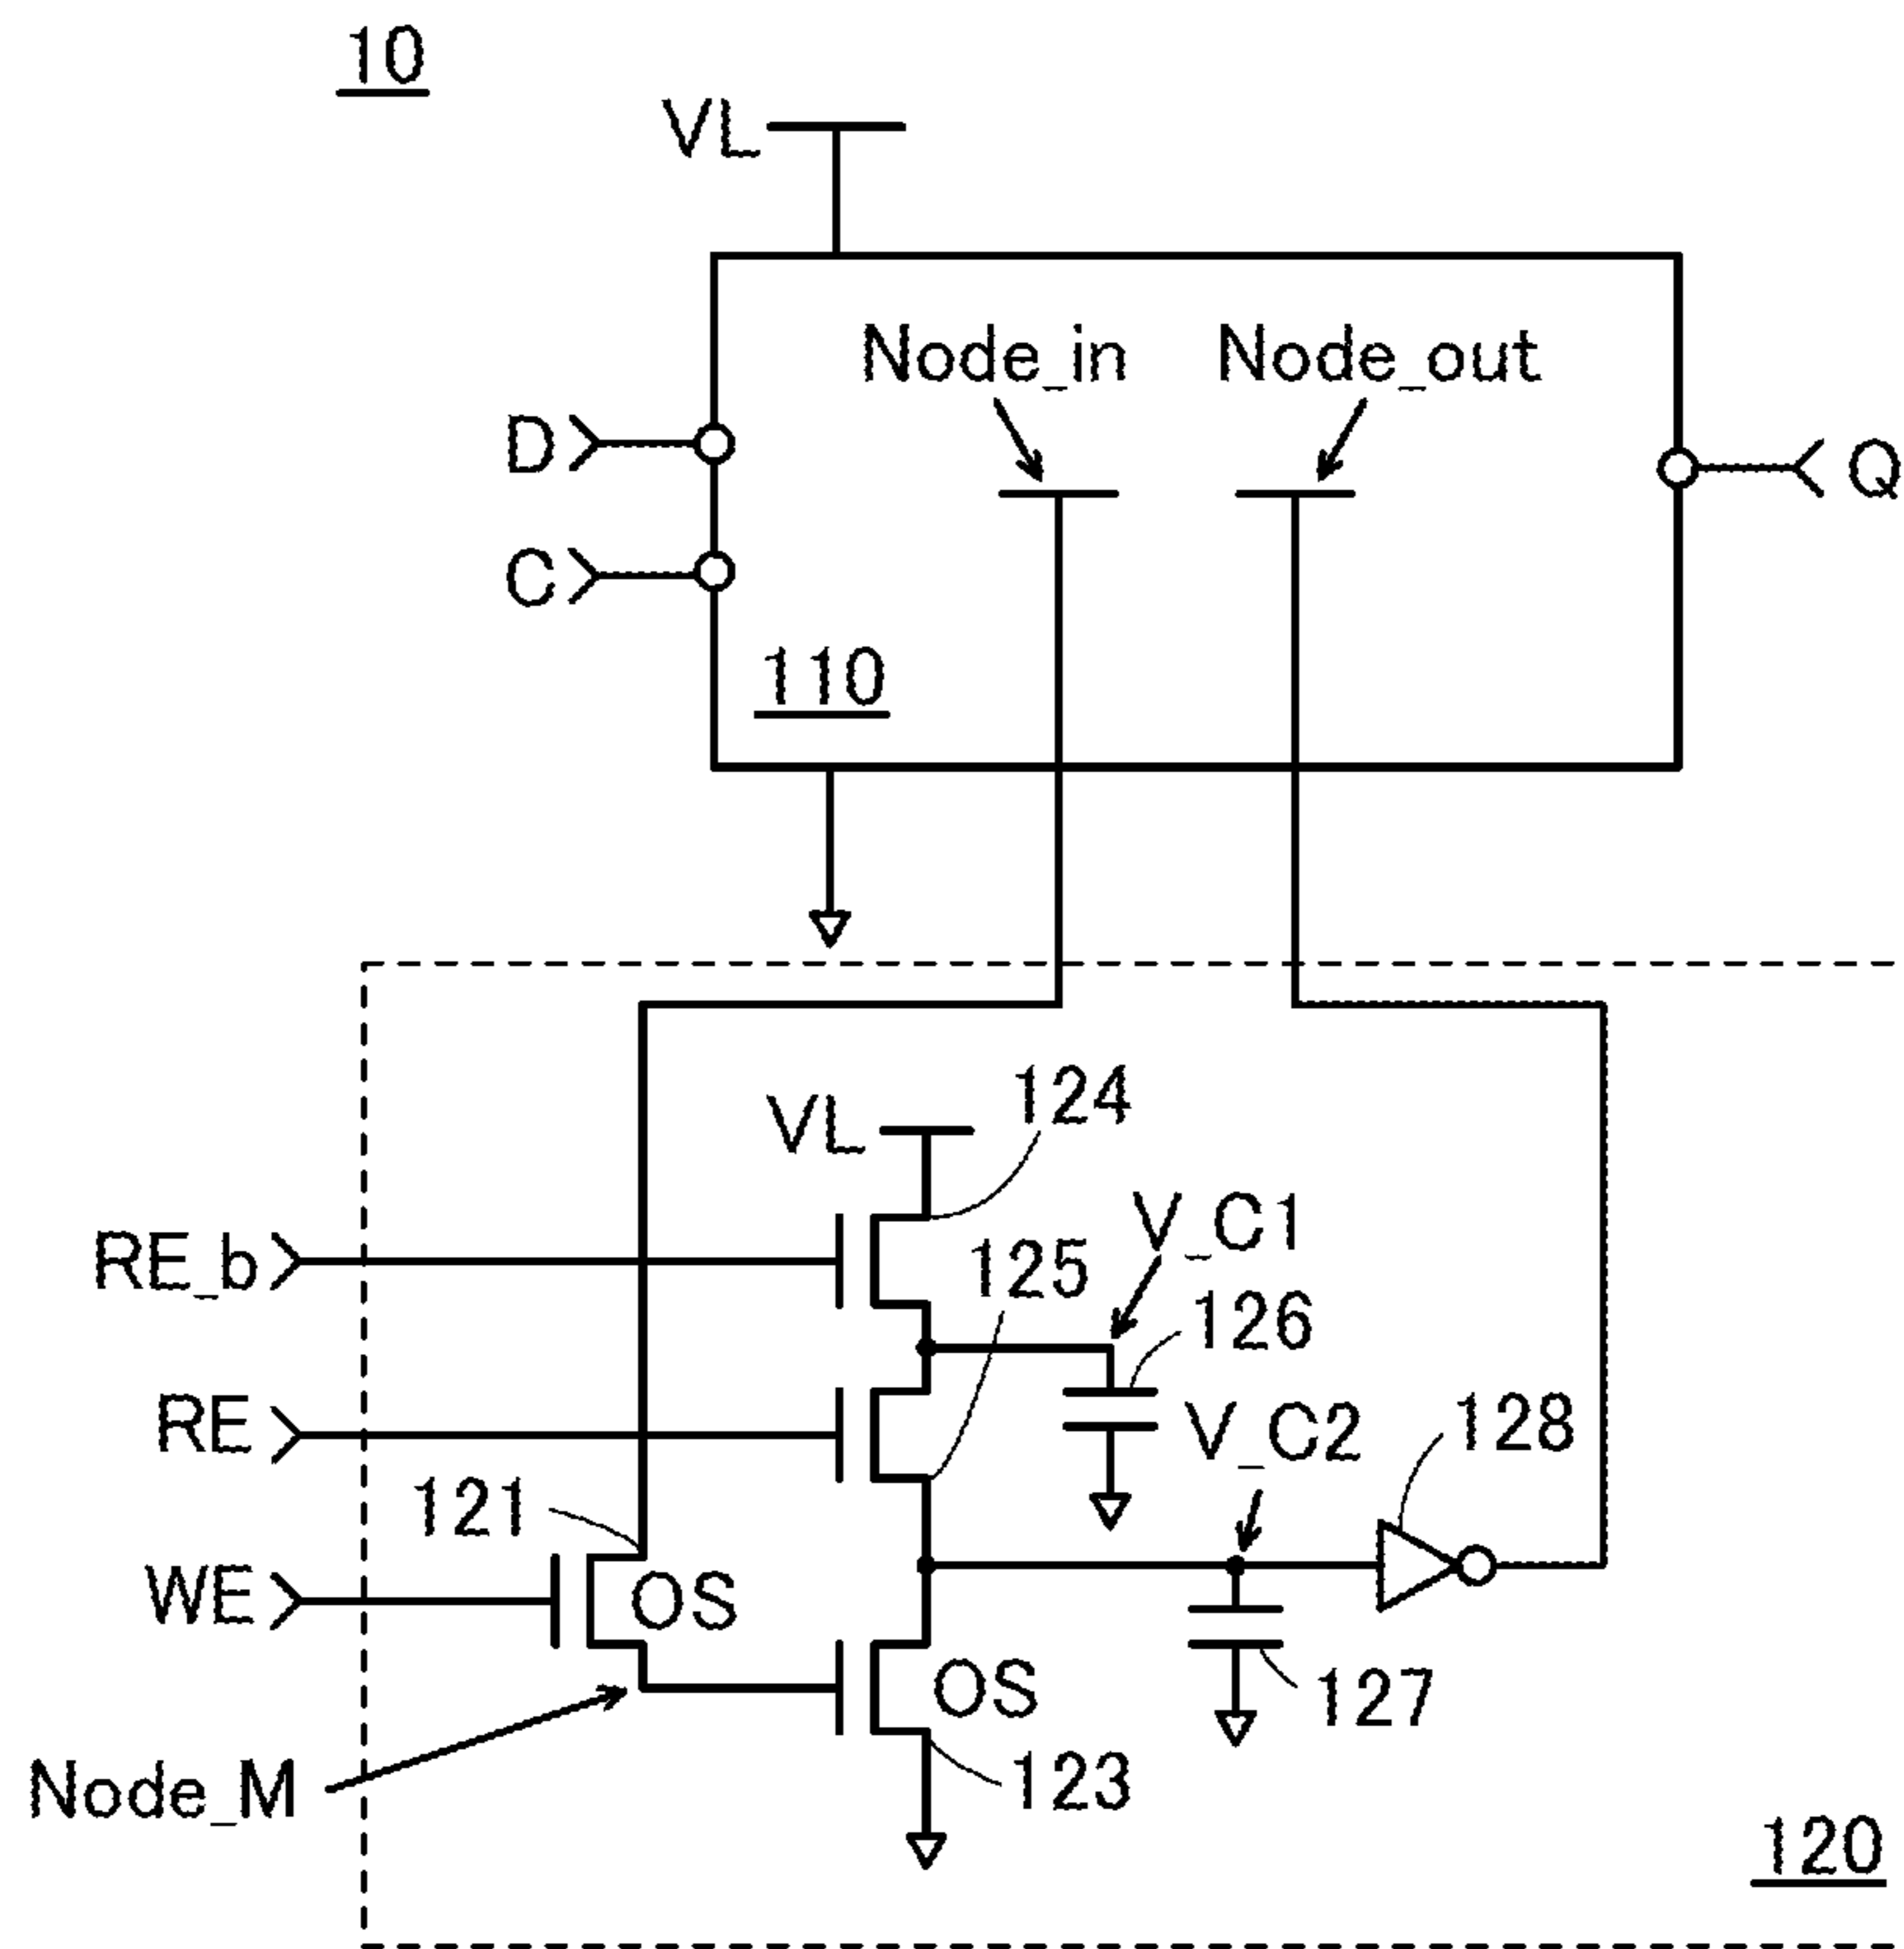 10
VL
Node_in
Node_out
D
Q
C
110
124
VL
V_C1
RE_b
125
126
RE
V_C2
128
121
WE
OS
OS
127
Node_M
123
120